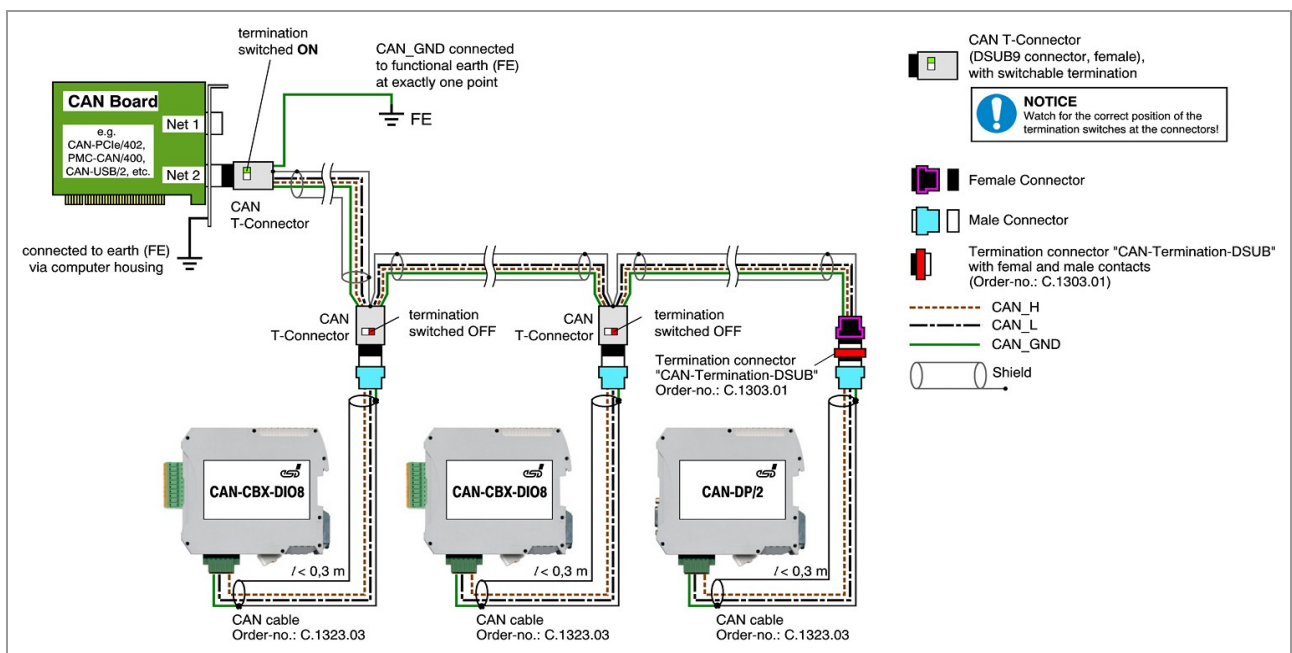 termination
switched ON
CAN_GND connected
to functional earth (FE)
at exactly one point
FE
CAN Board
e.g.
CAN-PCIe/402,
PMC-CAN/400,
CAN-USB/2, etc.
Net 1
Net 2
CAN
T-Connector
connected to earth (FE)
via computer housing
CAN
T-Connector
termination
switched OFF
CAN
T-Connector
termination
switched OFF
Termination connector
"CAN-Termination-DSUB"
Order-no.: C.1303.01
esd
CAN-CBX-DIO8
esd
CAN-CBX-DIO8
esd
CAN-DP/2
l < 0,3 m
l < 0,3 m
l < 0,3 m
CAN cable
Order-no.: C.1323.03
CAN cable
Order-no.: C.1323.03
CAN cable
Order-no.: C.1323.03
CAN T-Connector
(DSUB9 connector, female),
with switchable termination
NOTICE
Watch for the correct position of the
termination switches at the connectors!
Female Connector
Male Connector
Termination connector "CAN-Termination-DSUB"
with femal and male contacts
(Order-no.: C.1303.01)
CAN_H
CAN_L
CAN_GND
Shield